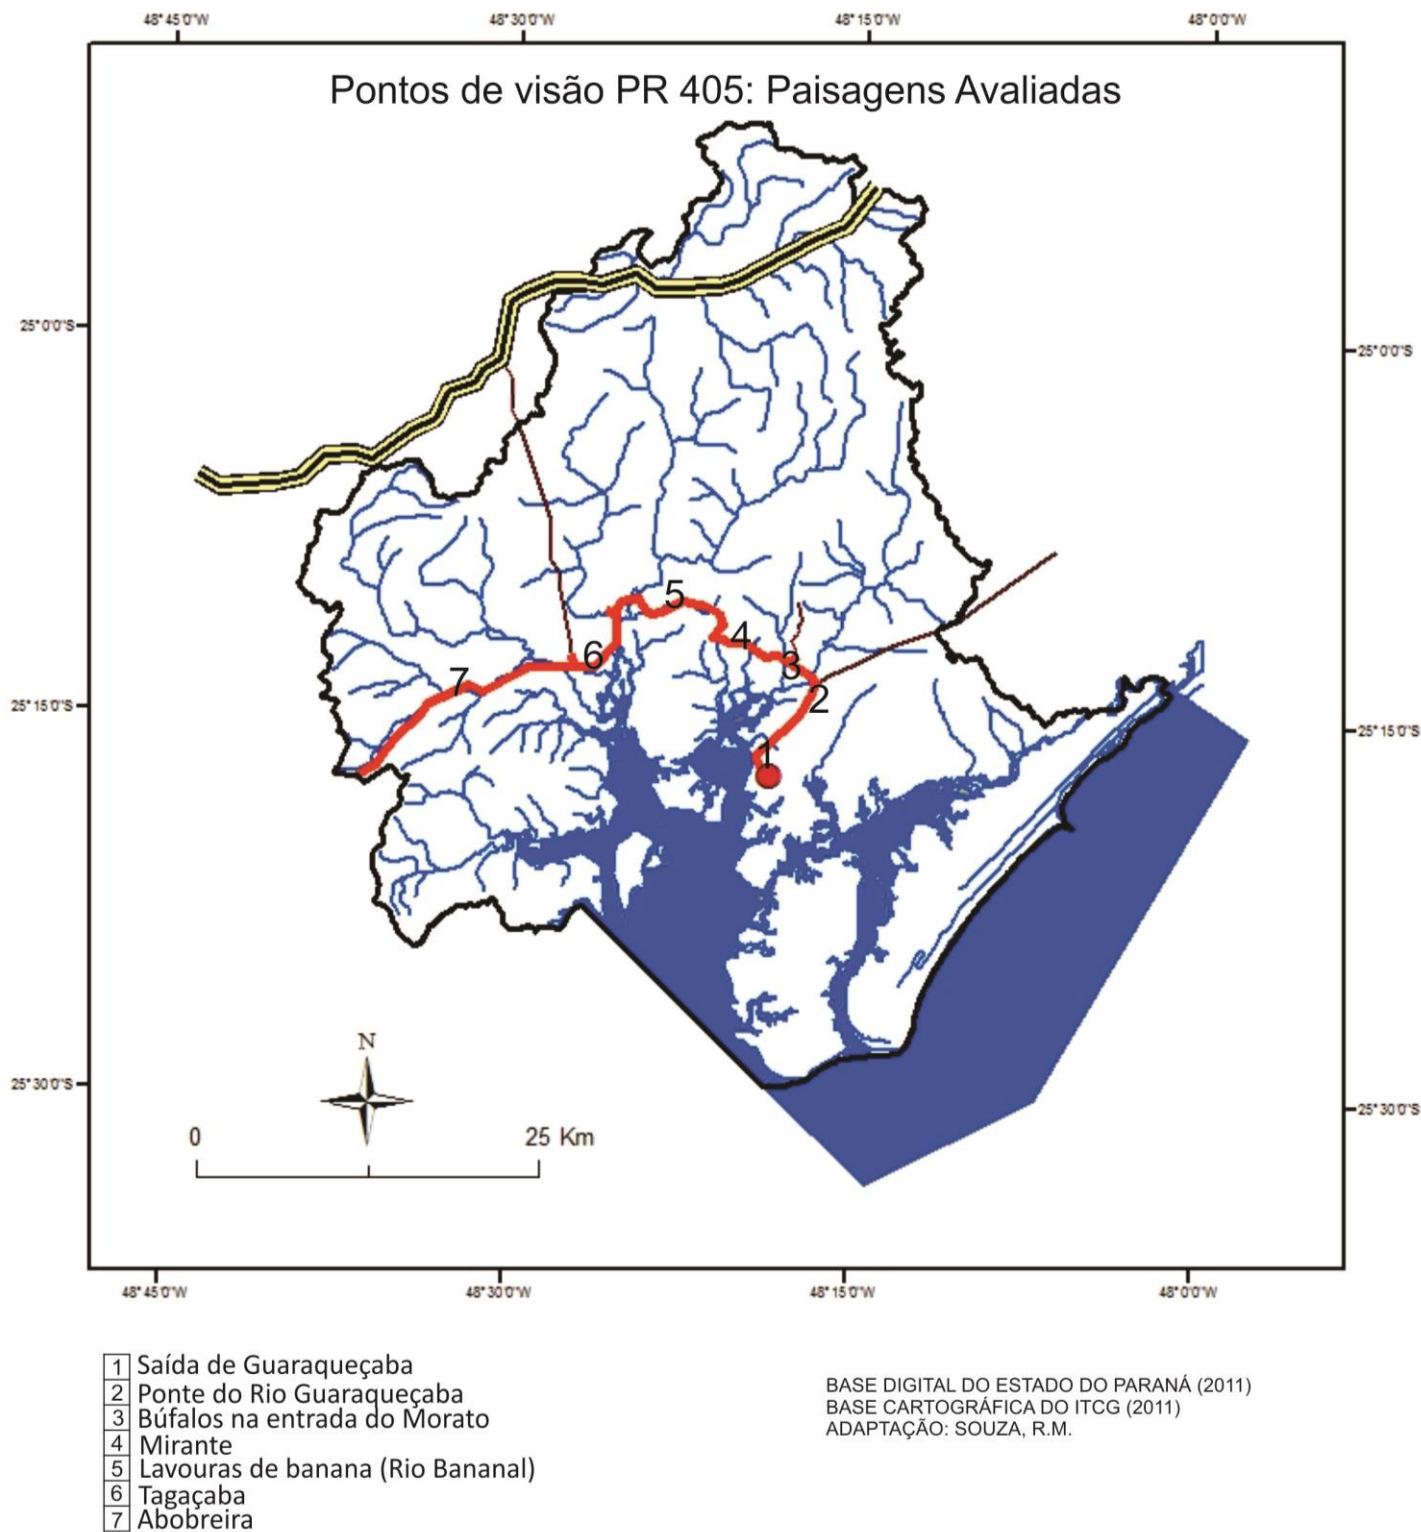 48°45'0"W 48°30'0"W 48°15'0"W 48°0'0"W
Pontos de visão PR 405: Paisagens Avaliadas
25°0'0"S
25°0'0"S
5
4
6
3
7
2
25°15'0"S
25°15'0"S
1
N
25°30'0"S
25°30'0"S
0 25 Km
48°45'0"W 48°30'0"W 48°15'0"W 48°0'0"W
1 Saída de Guaraqueçaba
2 Ponte do Rio Guaraqueçaba
3 Búfalos na entrada do Morato
4 Mirante
5 Lavouras de banana (Rio Bananal)
6 Tagaçaba
7 Abobreira
BASE DIGITAL DO ESTADO DO PARANÁ (2011)
BASE CARTOGRÁFICA DO ITCG (2011)
ADAPTAÇÃO: SOUZA, R.M.